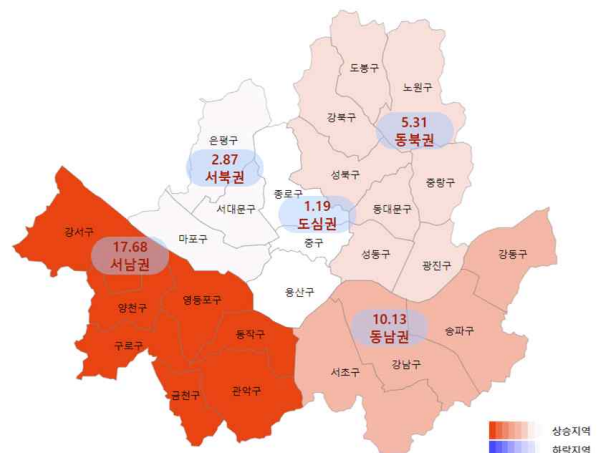 도봉구
노원구
강북구
5.31
동북권
은평구
2.87
서북권
성북구
중랑구
종로구
서대문구
1.19
도심권
동대문구
강서구
마포구
중구
17.68
서남권
성동구
광진구
강동구
용산구
양천구
영등포구
10.13
동남권
송파구
동작구
구로구
강남구
서초구
금천구
관악구
상승지역
하락지역